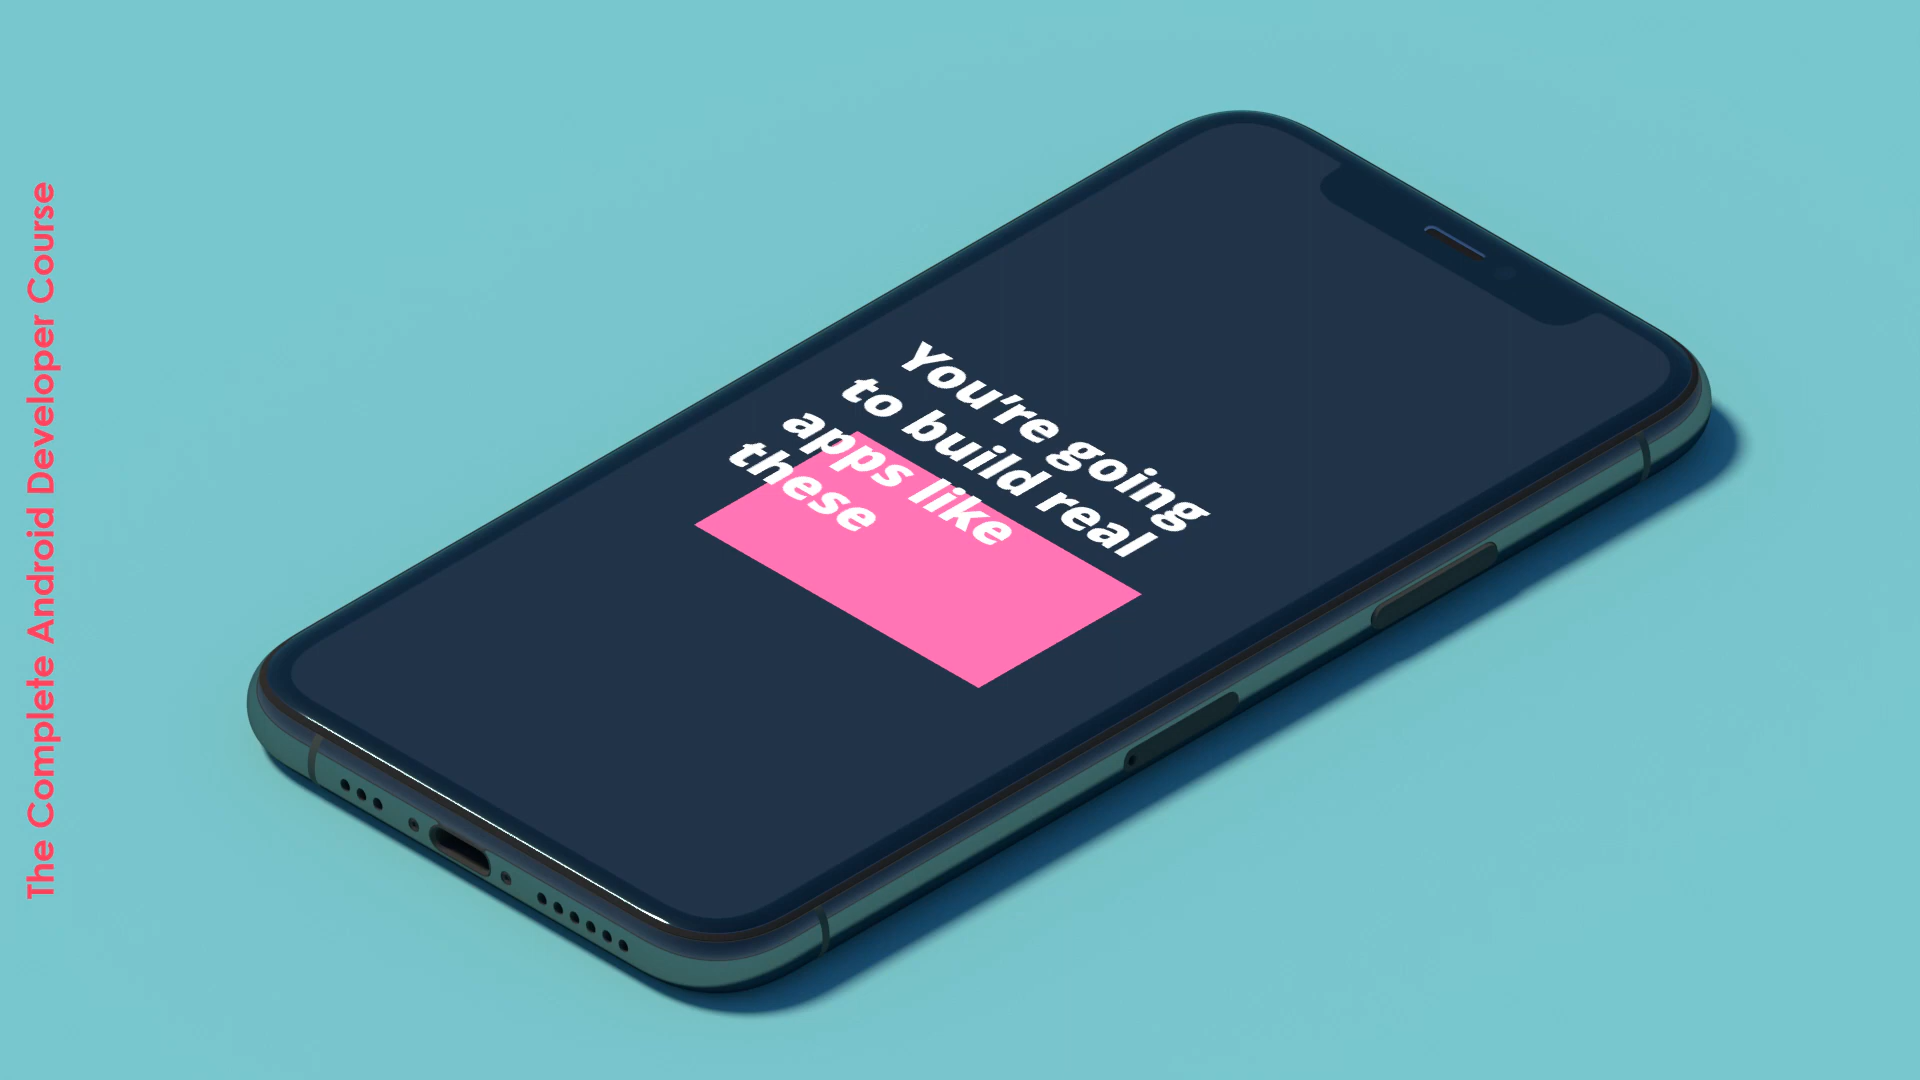 The Complete Android Developer Course
You're going
to build real
apps like
these